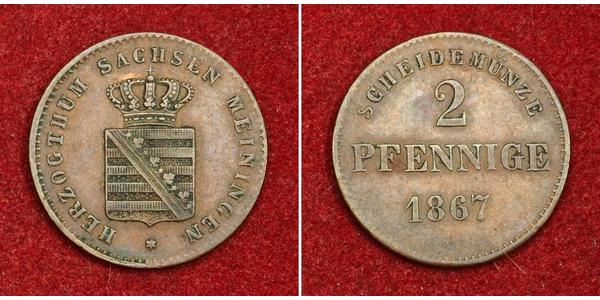 HERZOGTHUM SACHSEN MEININGEN
SCHEIDEMÜNZE
2
PFENNIGE
1867